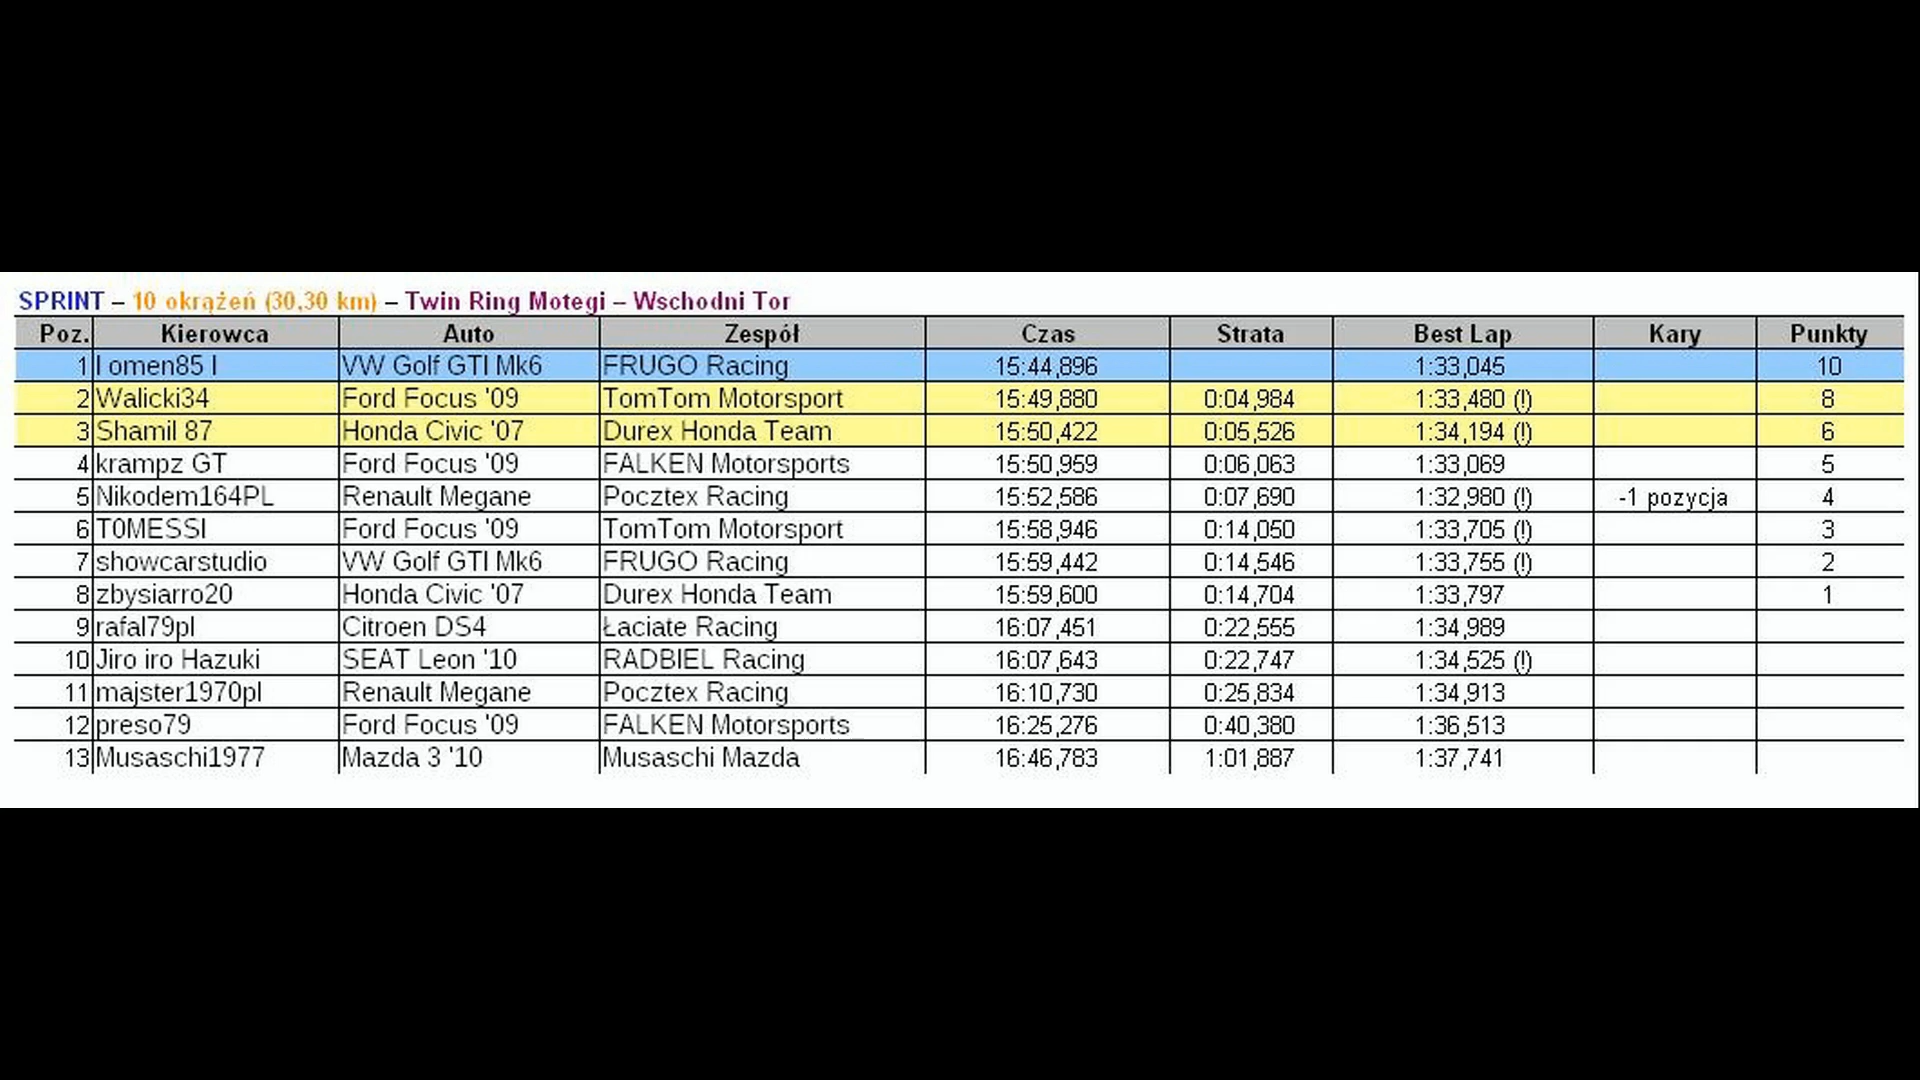 SPRINT – 10 okrążeń (30,30 km) – Twin Ring Motegi – Wschodni Tor
Poz. Kierowca Auto Zespół Czas Strata Best Lap Kary Punkty
1 I omen85 I VW Golf GTI Mk6 FRUGO Racing 15:44,896 1:33,045 10
2 Walicki34 Ford Focus '09 TomTom Motorsport 15:49,880 0:04,984 1:33,480 (!) 8
3 Shamil 87 Honda Civic '07 Durex Honda Team 15:50,422 0:05,526 1:34,194 (!) 6
4 krampz GT Ford Focus '09 FALKEN Motorsports 15:50,959 0:06,063 1:33,069 5
5 Nikodem164PL Renault Megane Pocztex Racing 15:52,586 0:07,690 1:32,980 (!) -1 pozycja 4
6 T0MESSI Ford Focus '09 TomTom Motorsport 15:58,946 0:14,050 1:33,705 (!) 3
7 showcarstudio VW Golf GTI Mk6 FRUGO Racing 15:59,442 0:14,546 1:33,755 (!) 2
8 zbysiarro20 Honda Civic '07 Durex Honda Team 15:59,600 0:14,704 1:33,797 1
9 rafal79pl Citroen DS4 Łaciate Racing 16:07,451 0:22,555 1:34,989
10 Jiro iro Hazuki SEAT Leon '10 RADBIEL Racing 16:07,643 0:22,747 1:34,525 (!)
11 majster1970pl Renault Megane Pocztex Racing 16:10,730 0:25,834 1:34,913
12 preso79 Ford Focus '09 FALKEN Motorsports 16:25,276 0:40,380 1:36,513
13 Musaschi1977 Mazda 3 '10 Musaschi Mazda 16:46,783 1:01,887 1:37,741